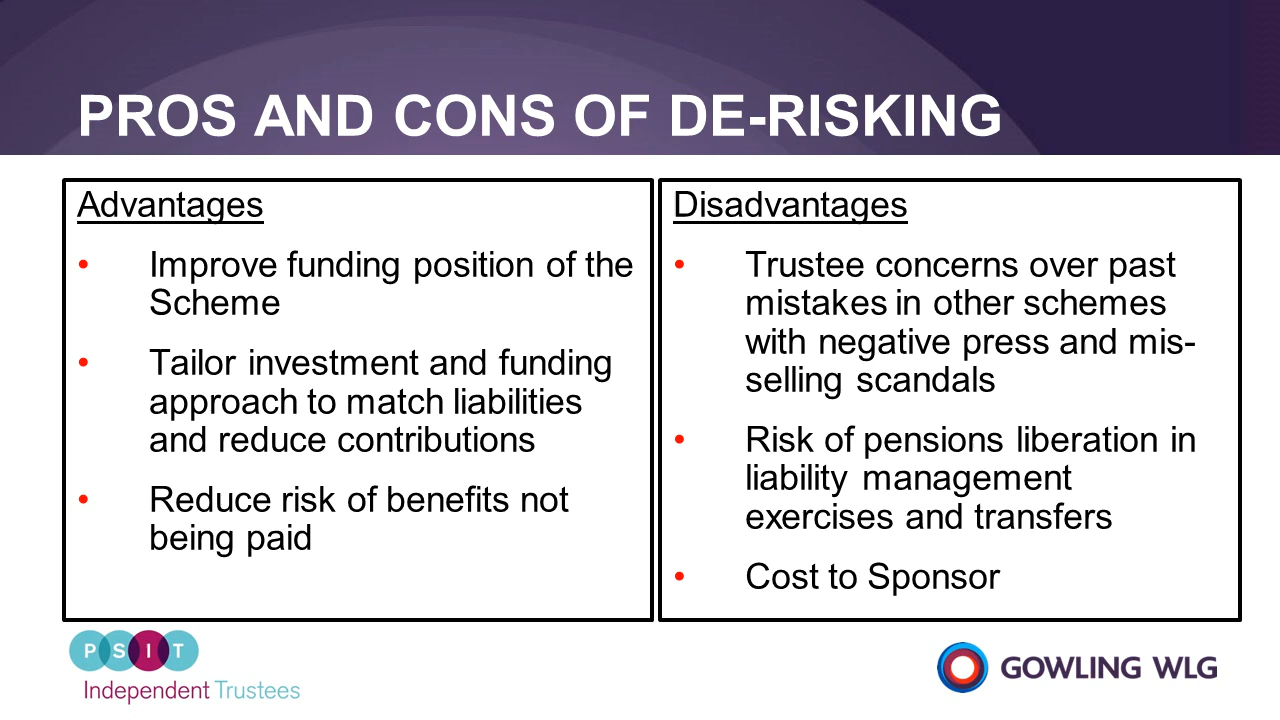 PROS AND CONS OF DE-RISKING
Advantages
• Improve funding position of the
Scheme
• Tailor investment and funding
approach to match liabilities
and reduce contributions
• Reduce risk of benefits not
being paid
Disadvantages
• Trustee concerns over past
mistakes in other schemes
with negative press and mis-
selling scandals
• Risk of pensions liberation in
liability management
exercises and transfers
• Cost to Sponsor
PSIT
Independent Trustees
GOWLING WLG